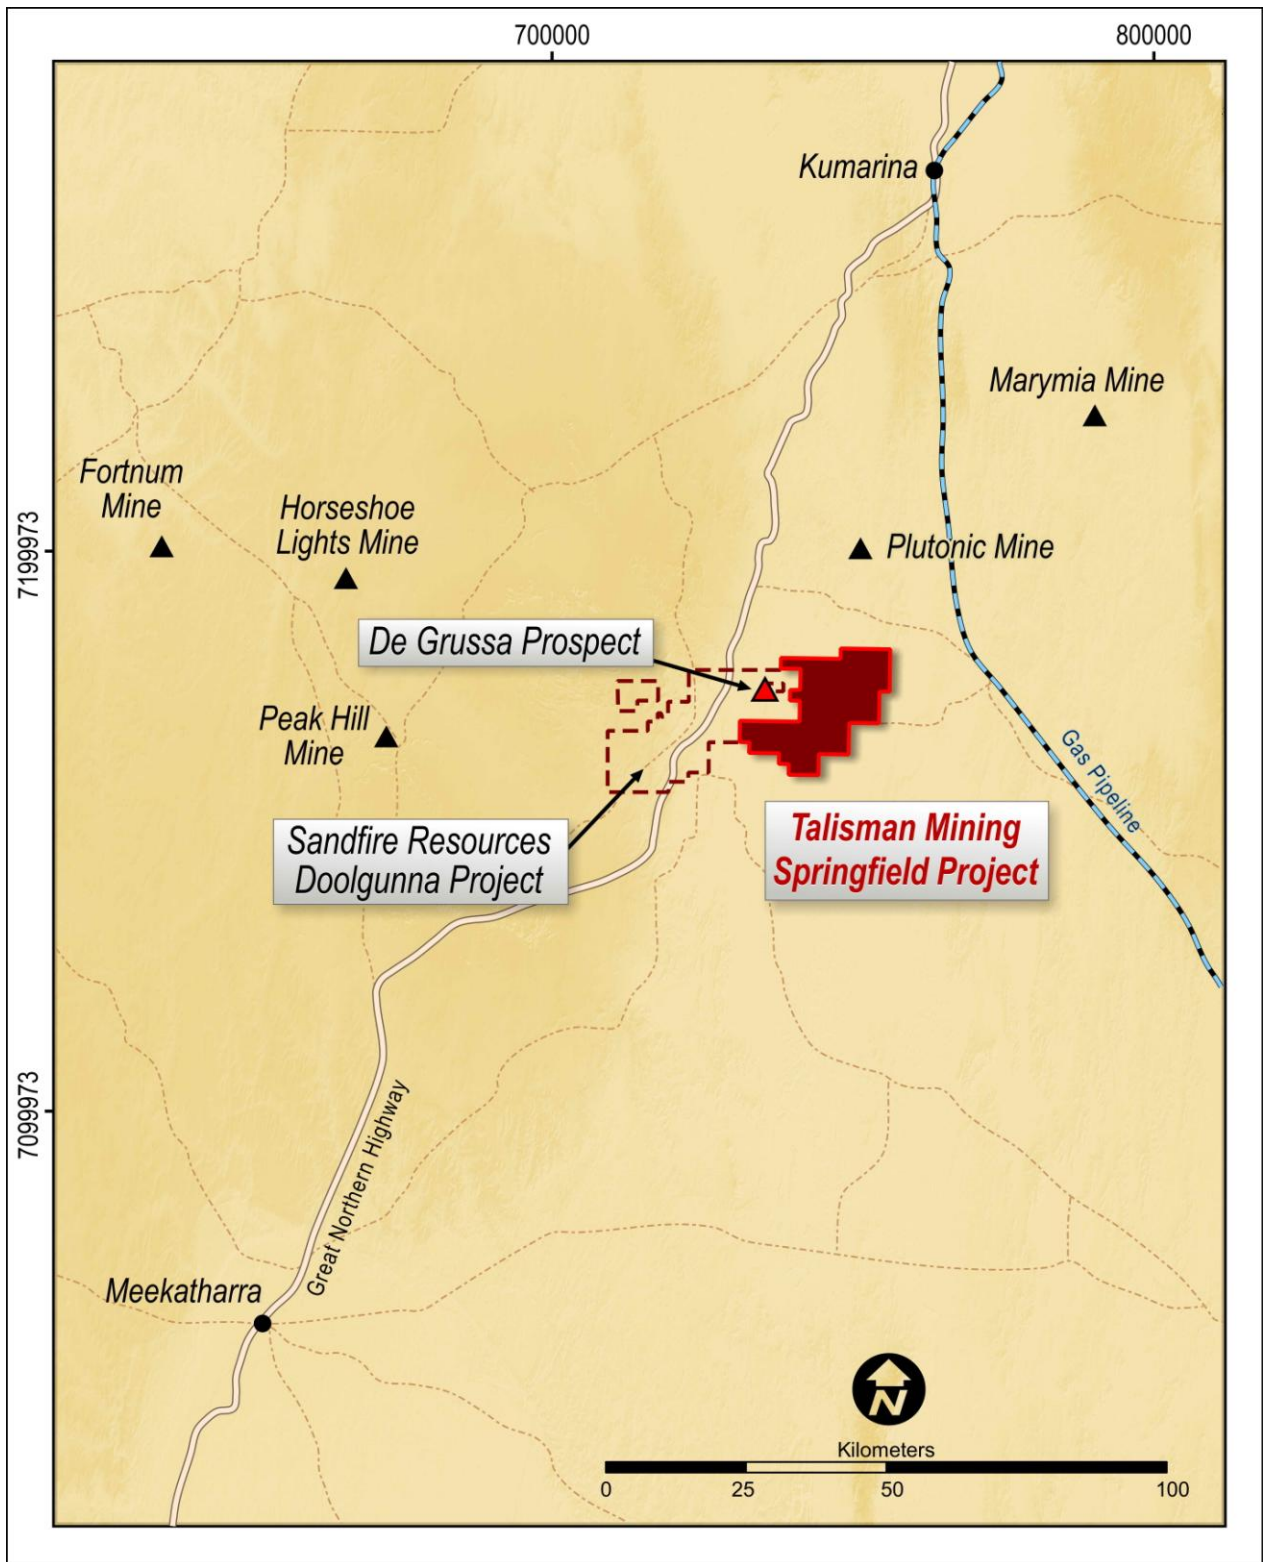 700000
800000
Kumarina
Marymia Mine
Fortnum
Mine
Horseshoe
Lights Mine
7199973
Plutonic Mine
De Grussa Prospect
Peak Hill
Mine
Gas Pipeline
Talisman Mining
Springfield Project
Sandfire Resources
Doolgunna Project
7099973
Great Northern Highway
Meekatharra
N
Kilometers
0
25
50
100